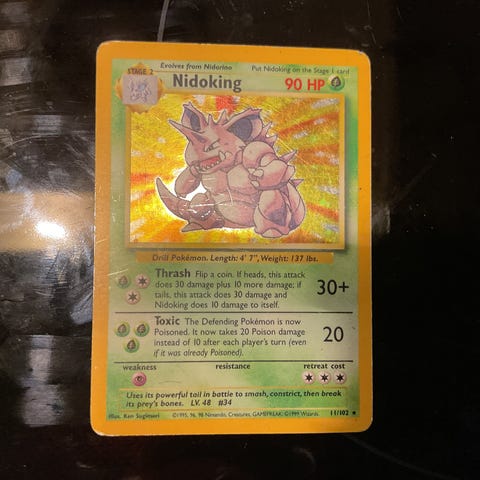 Evolves from Nidorino
Put Nidoking on the Stage 1 card
STAGE 2
Nidoking
90 HP
Drill Pokémon. Length: 4' 7", Weight: 137 lbs.
Thrash Flip a coin. If heads, this attack
does 30 damage plus 10 more damage; if
tails, this attack does 30 damage and
Nidoking does 10 damage to itself.
30+
Toxic The Defending Pokémon is now
Poisoned. It now takes 20 Poison damage
instead of 10 after each player's turn (even
if it was already Poisoned).
20
weakness resistance retreat cost
Uses its powerful tail in battle to smash, constrict, then break
its prey's bones. LV. 48 #34
Illus. Ken Sugimori ©1995, 96, 98 Nintendo, Creatures, GAMEFREAK. ©1999 Wizards. 11/102 ★